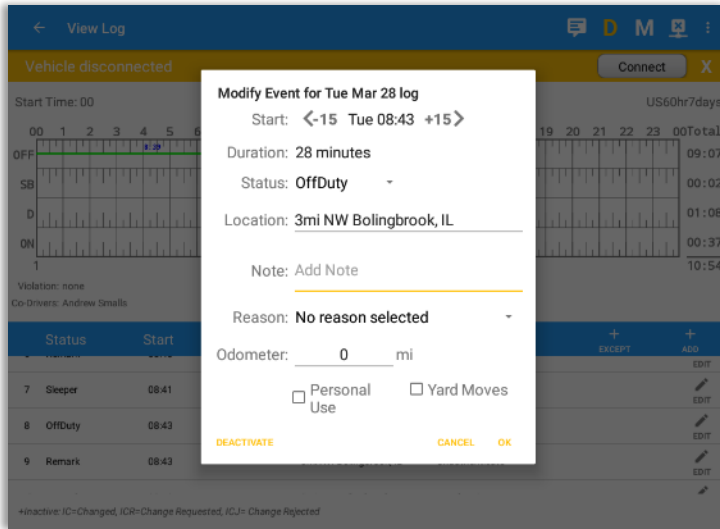 View Log
D M
Vehicle disconnected
Connect X
Start Time: 00
US60hr7days
00 1 2 3 4 5 6
19 20 21 22 23 00Total
OFF
8:29
09:07
SB
00:02
D
01:08
ON
00:37
1
10:54
Violation: none
Co-Drivers: Andrew Smalls
Modify Event for Tue Mar 28 log
Start: <-15 Tue 08:43 +15>
Duration: 28 minutes
Status: OffDuty
Location: 3mi NW Bolingbrook, IL
Note: Add Note
Reason: No reason selected
Odometer: 0 mi
Personal Use
Yard Moves
DEACTIVATE CANCEL OK
Status Start
+ EXCEPT
+ ADD
EDIT
7 Sleeper 08:41
EDIT
8 OffDuty 08:43
EDIT
9 Remark 08:43
EDIT
+Inactive: IC=Changed, ICR=Change Requested, ICJ= Change Rejected